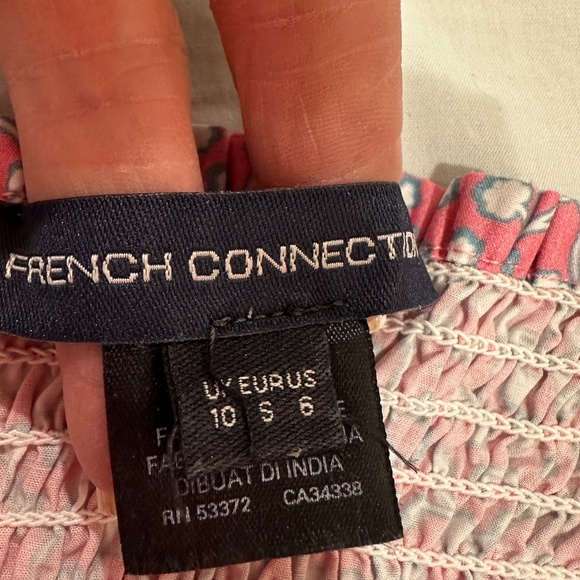 FRENCH CONNECTIO
UK EUR US
10 S 6
DIBUAT DI INDIA
RN 53372 CA34338